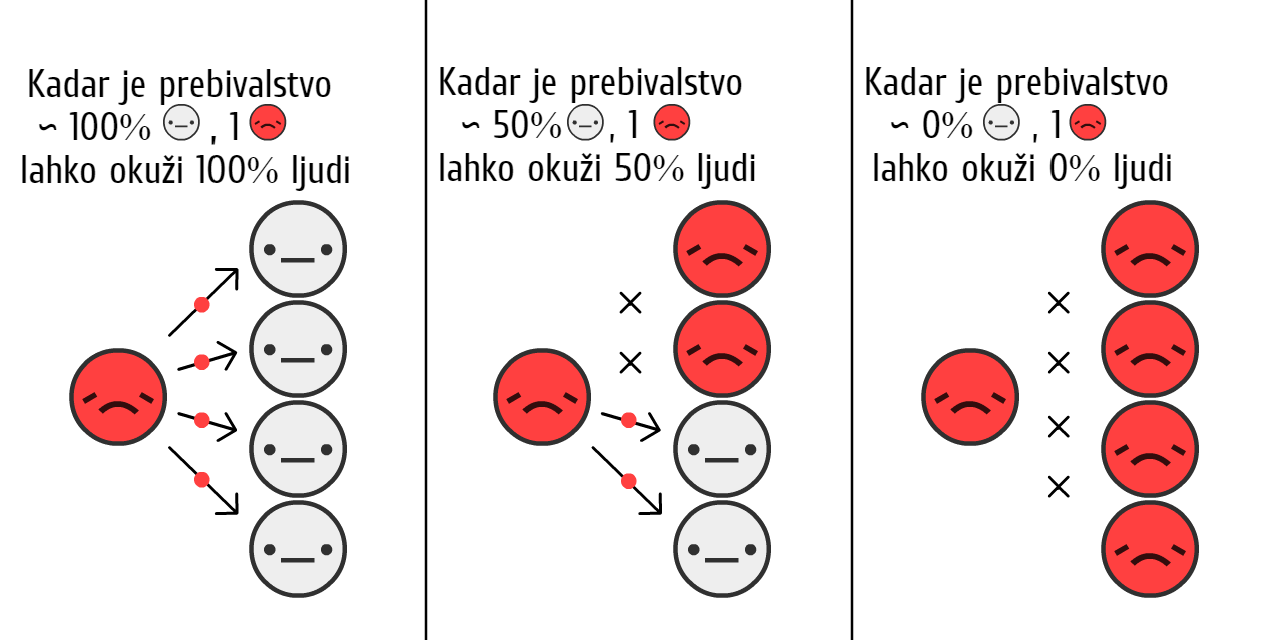 Kadar je prebivalstvo
~ 100% , 1
lahko okuži 100% ljudi
Kadar je prebivalstvo
~ 50% , 1
lahko okuži 50% ljudi
Kadar je prebivalstvo
~ 0% , 1
lahko okuži 0% ljudi